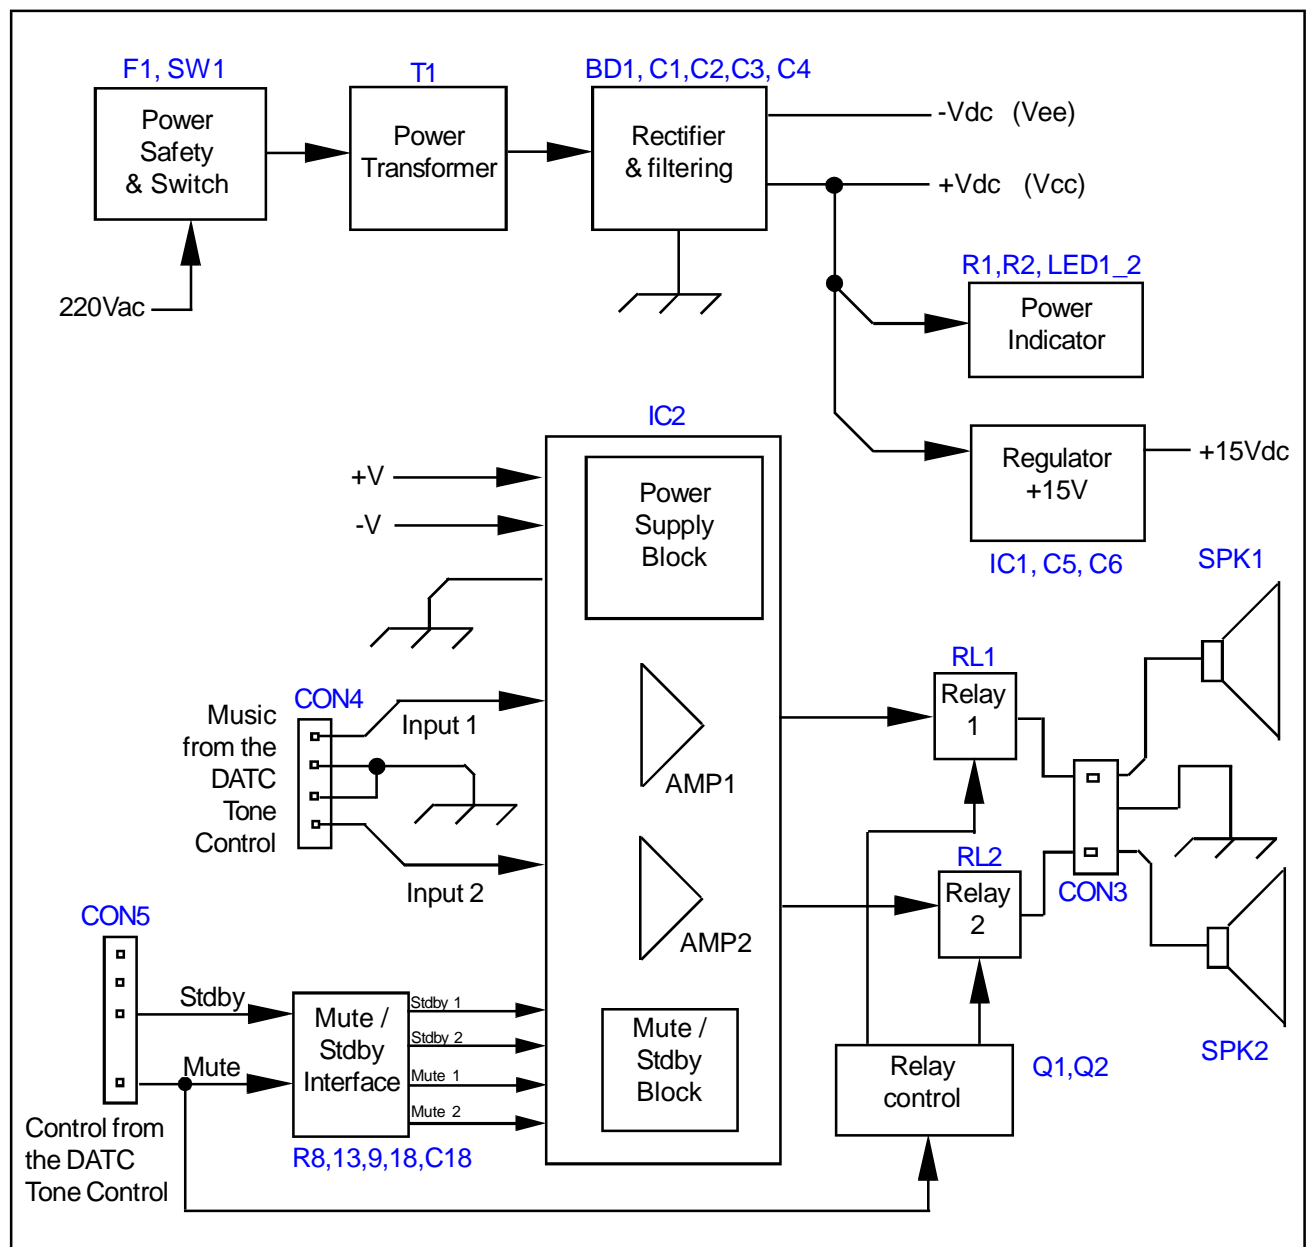 F1, SW1
Power
Safety
& Switch
220Vac
T1
Power
Transformer
BD1, C1,C2,C3, C4
Rectifier
& filtering
-Vdc (Vee)
+Vdc (Vcc)
R1,R2, LED1_2
Power
Indicator
Regulator
+15V
+15Vdc
IC1, C5, C6
IC2
+V
-V
Power
Supply
Block
CON4
Music
from the
DATC
Tone
Control
Input 1
Input 2
AMP1
AMP2
RL1
Relay
1
RL2
Relay
2
SPK1
CON3
SPK2
CON5
Stdby
Mute
Control from
the DATC
Tone Control
Mute /
Stdby
Interface
R8,13,9,18,C18
Stdby 1
Stdby 2
Mute 1
Mute 2
Mute /
Stdby
Block
Relay
control
Q1,Q2